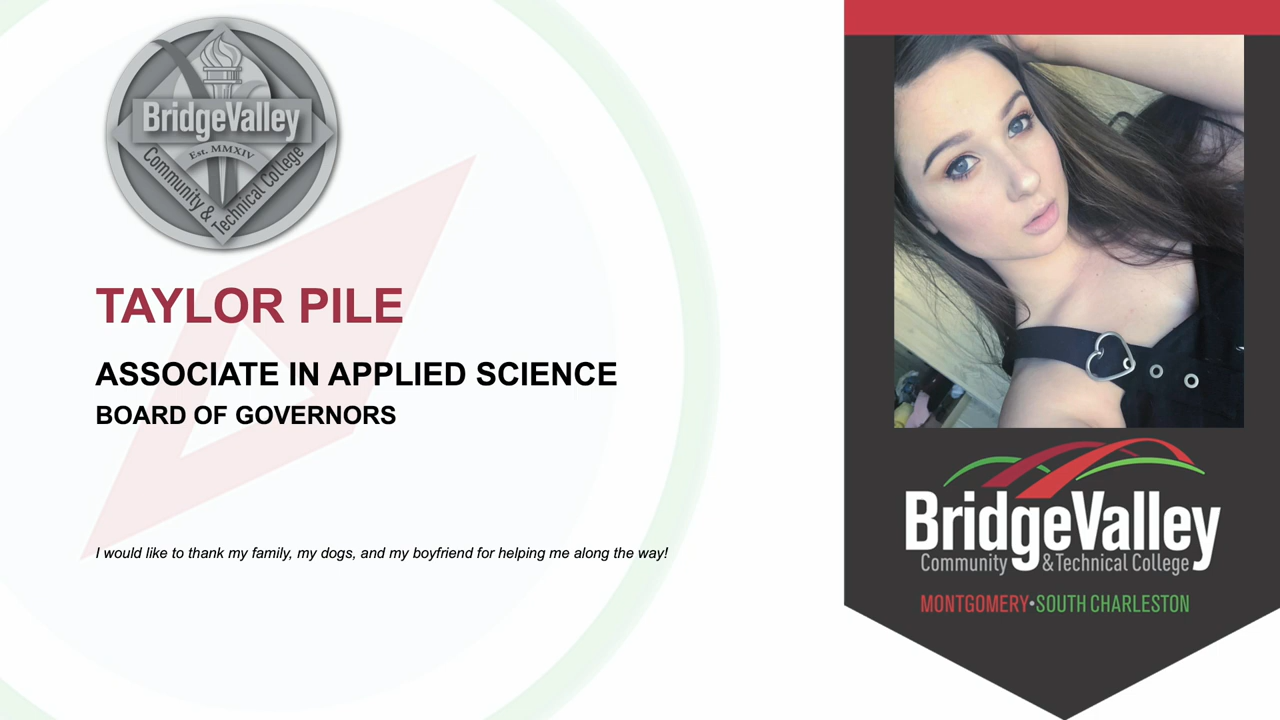 BridgeValley
Est. MMXIV
Community & Technical College
TAYLOR PILE
ASSOCIATE IN APPLIED SCIENCE
BOARD OF GOVERNORS
I would like to thank my family, my dogs, and my boyfriend for helping me along the way!
BridgeValley
Community & Technical College
MONTGOMERY•SOUTH CHARLESTON